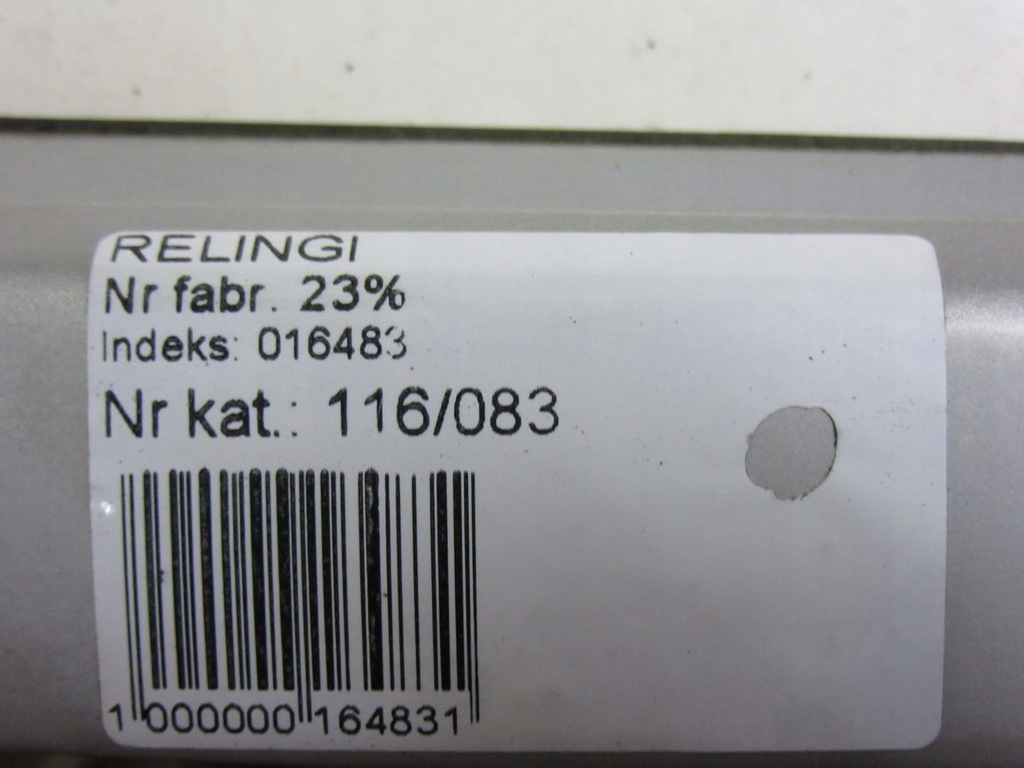 RELINGI
Nr fabr. 23%
Indeks: 016483
Nr kat.: 116/083
1 000000 164831